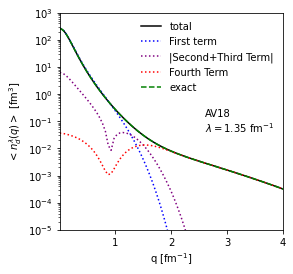 10³
10²
10¹
10⁰
10⁻¹
10⁻²
10⁻³
10⁻⁴
10⁻⁵
< n̂_d^λ(q) > [fm³]
total
First term
|Second+Third Term|
Fourth Term
exact
AV18
λ = 1.35 fm⁻¹
1 2 3 4
q [fm⁻¹]